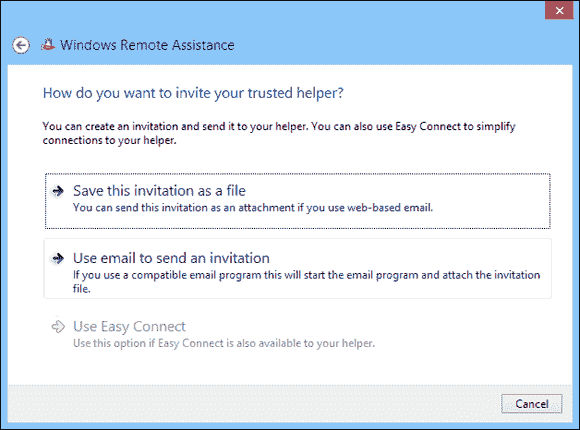 Windows Remote Assistance
How do you want to invite your trusted helper?
You can create an invitation and send it to your helper. You can also use Easy Connect to simplify
connections to your helper.
Save this invitation as a file
You can send this invitation as an attachment if you use web-based email.
Use email to send an invitation
If you use a compatible email program this will start the email program and attach the invitation
file.
Use Easy Connect
Use this option if Easy Connect is also available to your helper.
Cancel